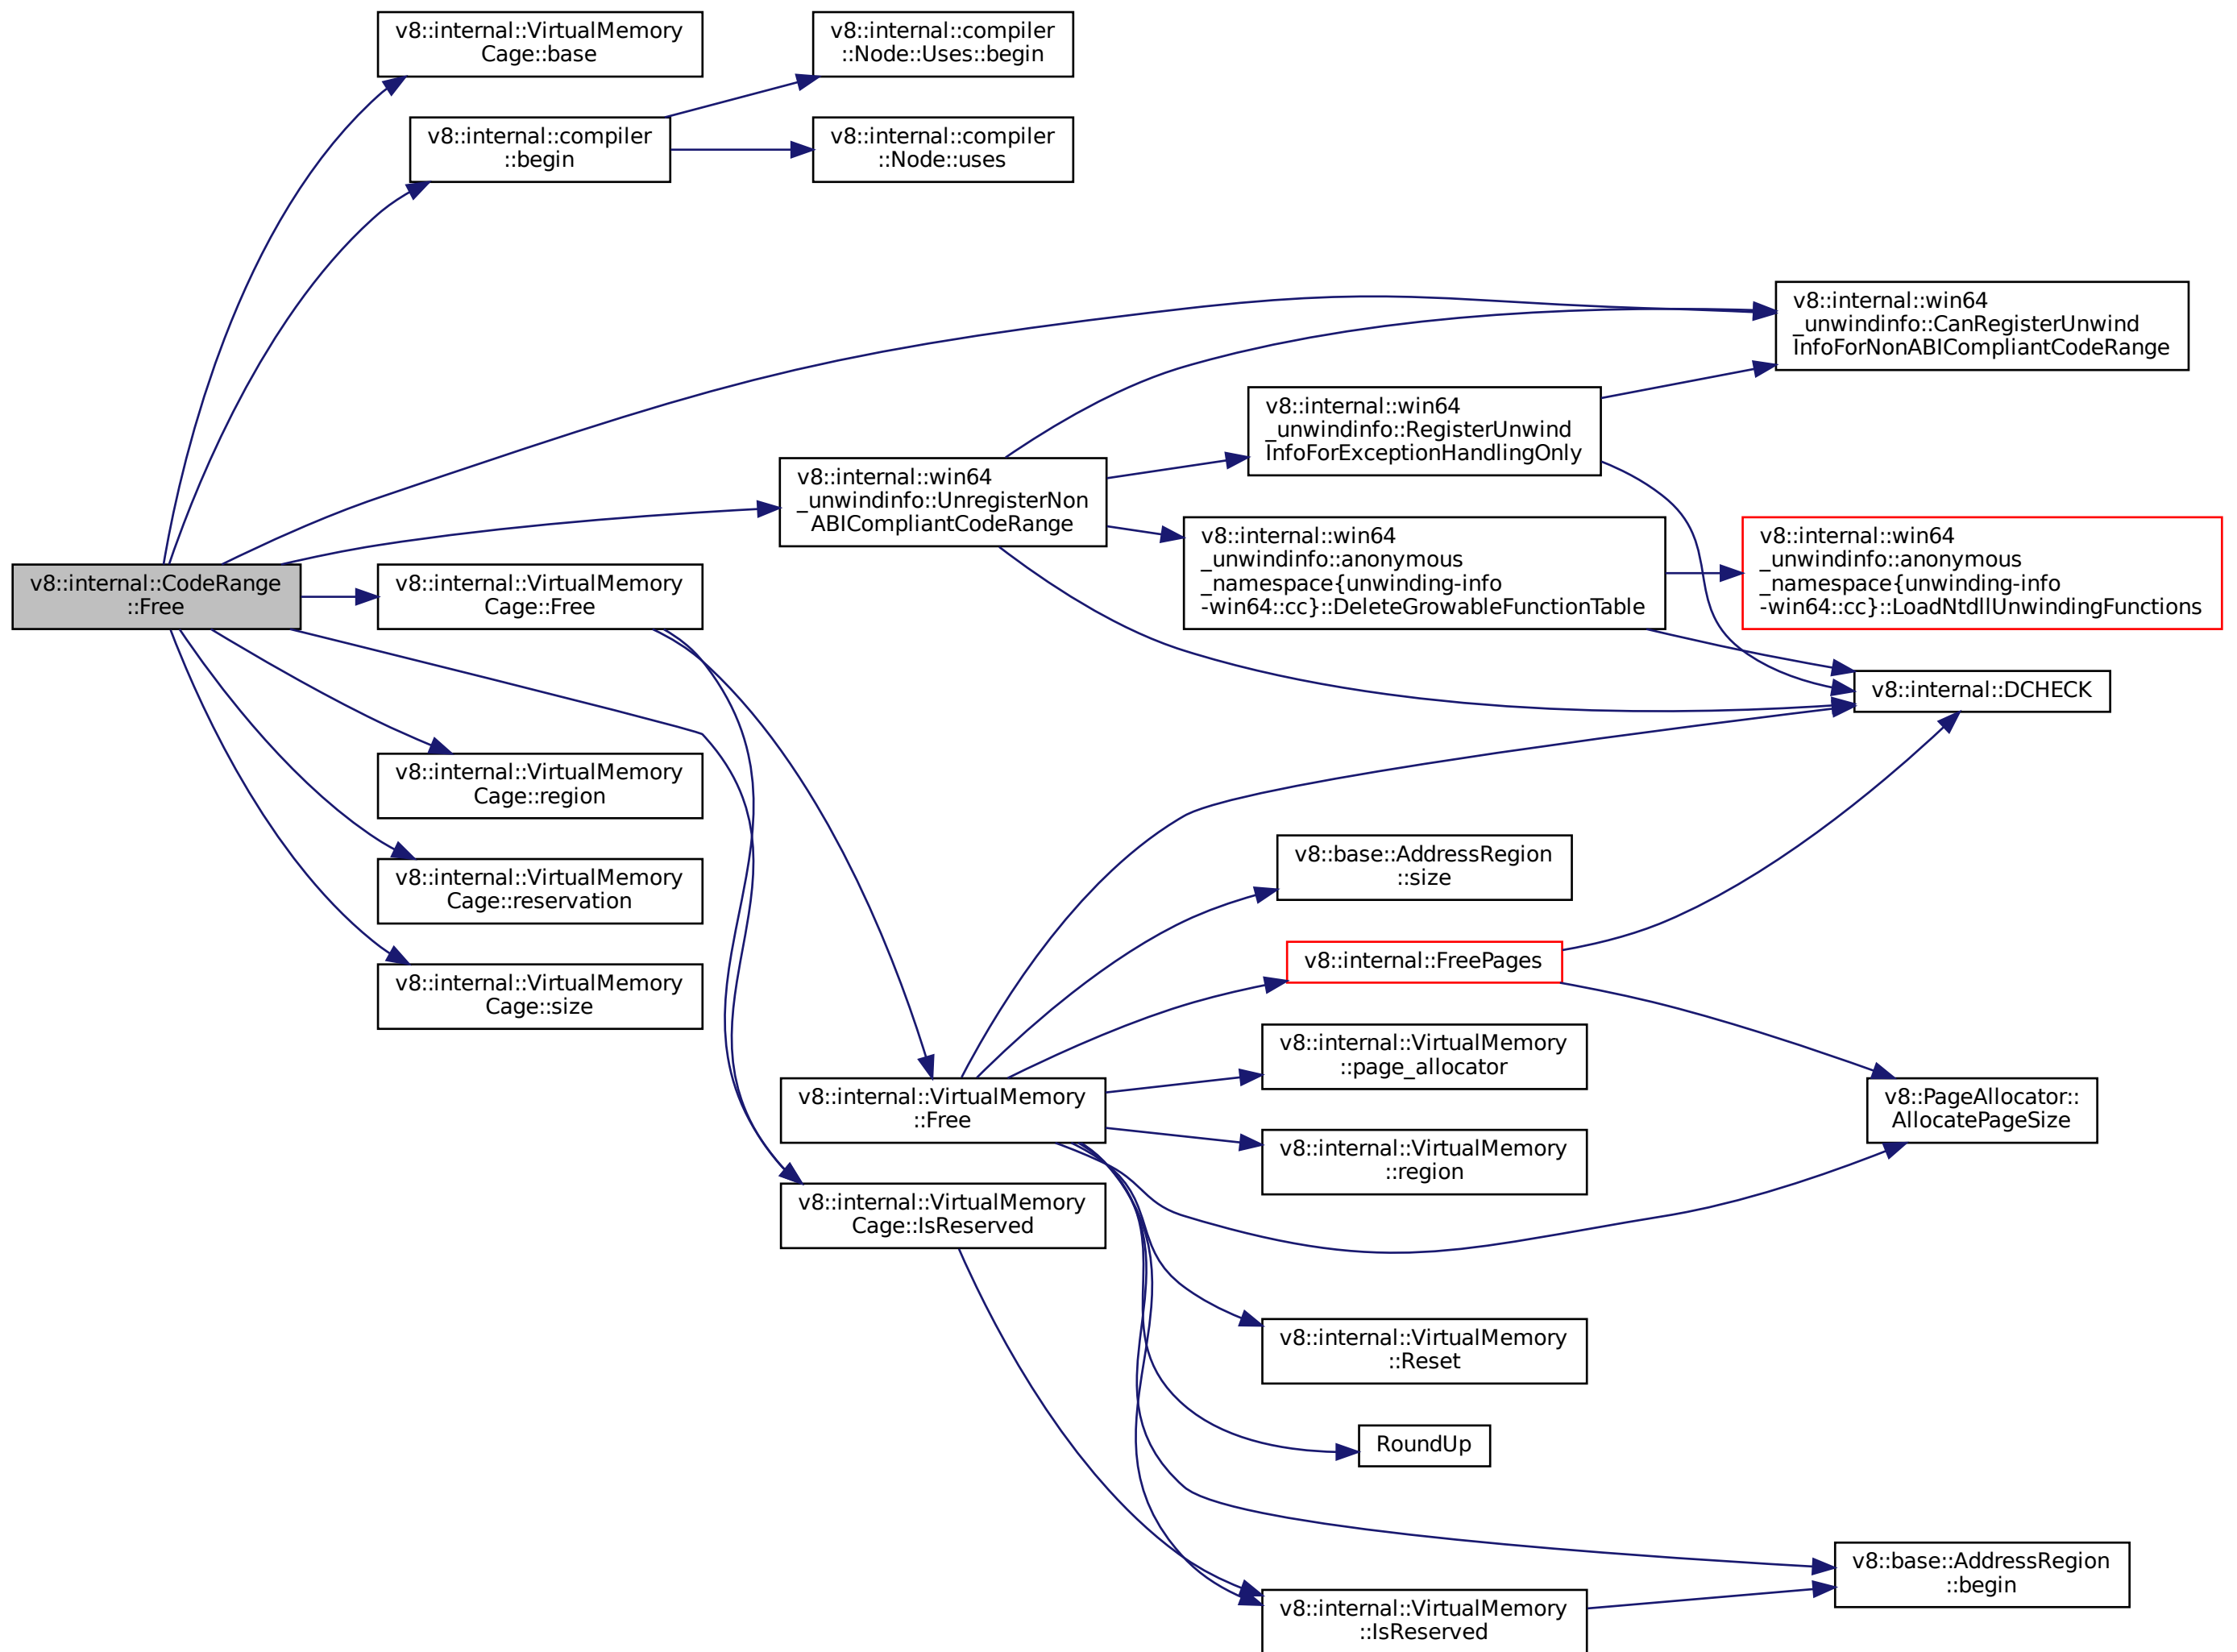 v8::internal::VirtualMemory
Cage::base
v8::internal::compiler
::Node::Uses::begin
v8::internal::compiler
::begin
v8::internal::compiler
::Node::uses
v8::internal::win64
_unwindinfo::CanRegisterUnwind
InfoForNonABICompliantCodeRange
v8::internal::win64
_unwindinfo::RegisterUnwind
InfoForExceptionHandlingOnly
v8::internal::win64
_unwindinfo::UnregisterNon
ABICompliantCodeRange
v8::internal::win64
_unwindinfo::anonymous
_namespace{unwinding-info
-win64::cc}::DeleteGrowableFunctionTable
v8::internal::win64
_unwindinfo::anonymous
_namespace{unwinding-info
-win64::cc}::LoadNtdllUnwindingFunctions
v8::internal::CodeRange
::Free
v8::internal::VirtualMemory
Cage::Free
v8::internal::DCHECK
v8::internal::VirtualMemory
Cage::region
v8::base::AddressRegion
::size
v8::internal::VirtualMemory
Cage::reservation
v8::internal::FreePages
v8::internal::VirtualMemory
Cage::size
v8::internal::VirtualMemory
::page_allocator
v8::internal::VirtualMemory
::Free
v8::PageAllocator::
AllocatePageSize
v8::internal::VirtualMemory
::region
v8::internal::VirtualMemory
Cage::IsReserved
v8::internal::VirtualMemory
::Reset
RoundUp
v8::base::AddressRegion
::begin
v8::internal::VirtualMemory
::IsReserved